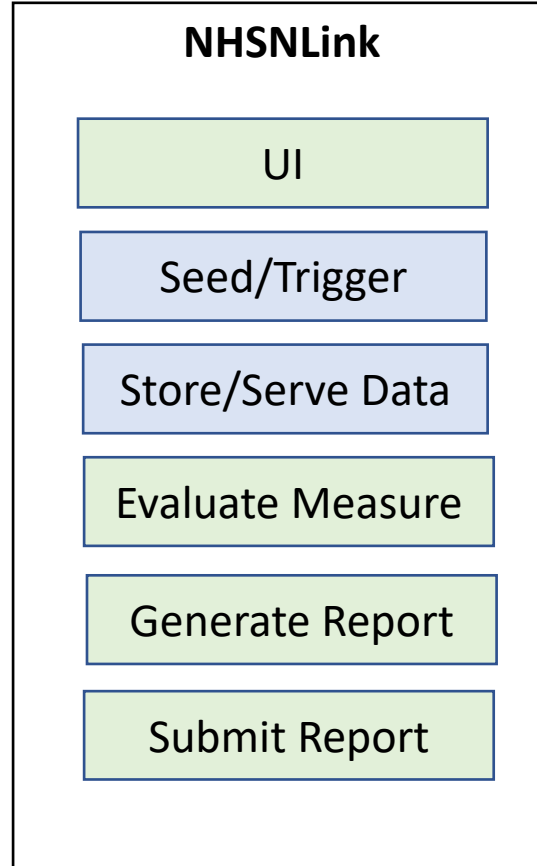 NHSNLink
UI
Seed/Trigger
Store/Serve Data
Evaluate Measure
Generate Report
Submit Report